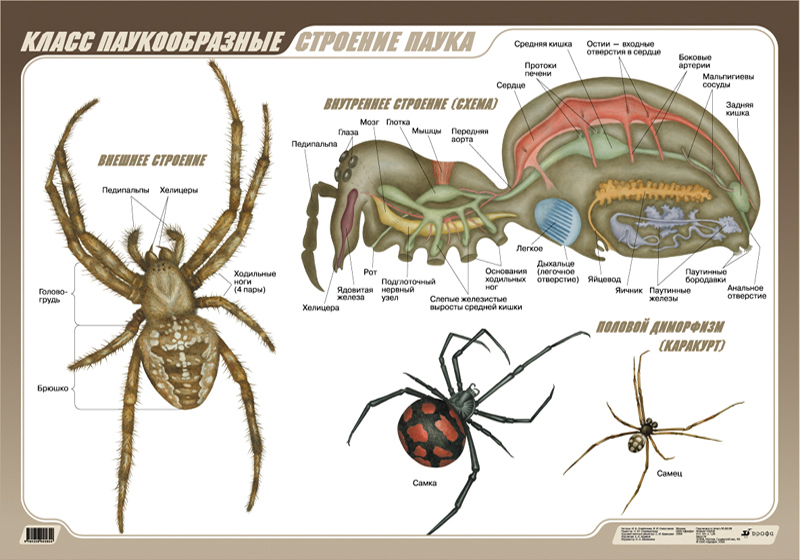 КЛАСС ПАУКООБРАЗНЫЕ СТРОЕНИЕ ПАУКА
ВНЕШНЕЕ СТРОЕНИЕ
Педипальпы
Хелицеры
Голово-
грудь
Ходильные
ноги
(4 пары)
Брюшко
ВНУТРЕННЕЕ СТРОЕНИЕ (СХЕМА)
Педипальпа
Глаза
Мозг
Глотка
Мышцы
Передняя
аорта
Сердце
Протоки
печени
Средняя кишка
Остии — входные
отверстия в сердце
Боковые
артерии
Мальпигиевы
сосуды
Задняя
кишка
Хелицера
Ядовитая
железа
Рот
Подглоточный
нервный
узел
Слепые железистые
выросты средней кишки
Основания
ходильных
ног
Легкое
Дыхальце
(легочное
отверстие)
Яйцевод
Яичник
Паутинные
железы
Паутинные
бородавки
Анальное
отверстие
ПОЛОВОЙ ДИМОРФИЗМ
(КАРАКУРТ)
Самка
Самец
дрофа